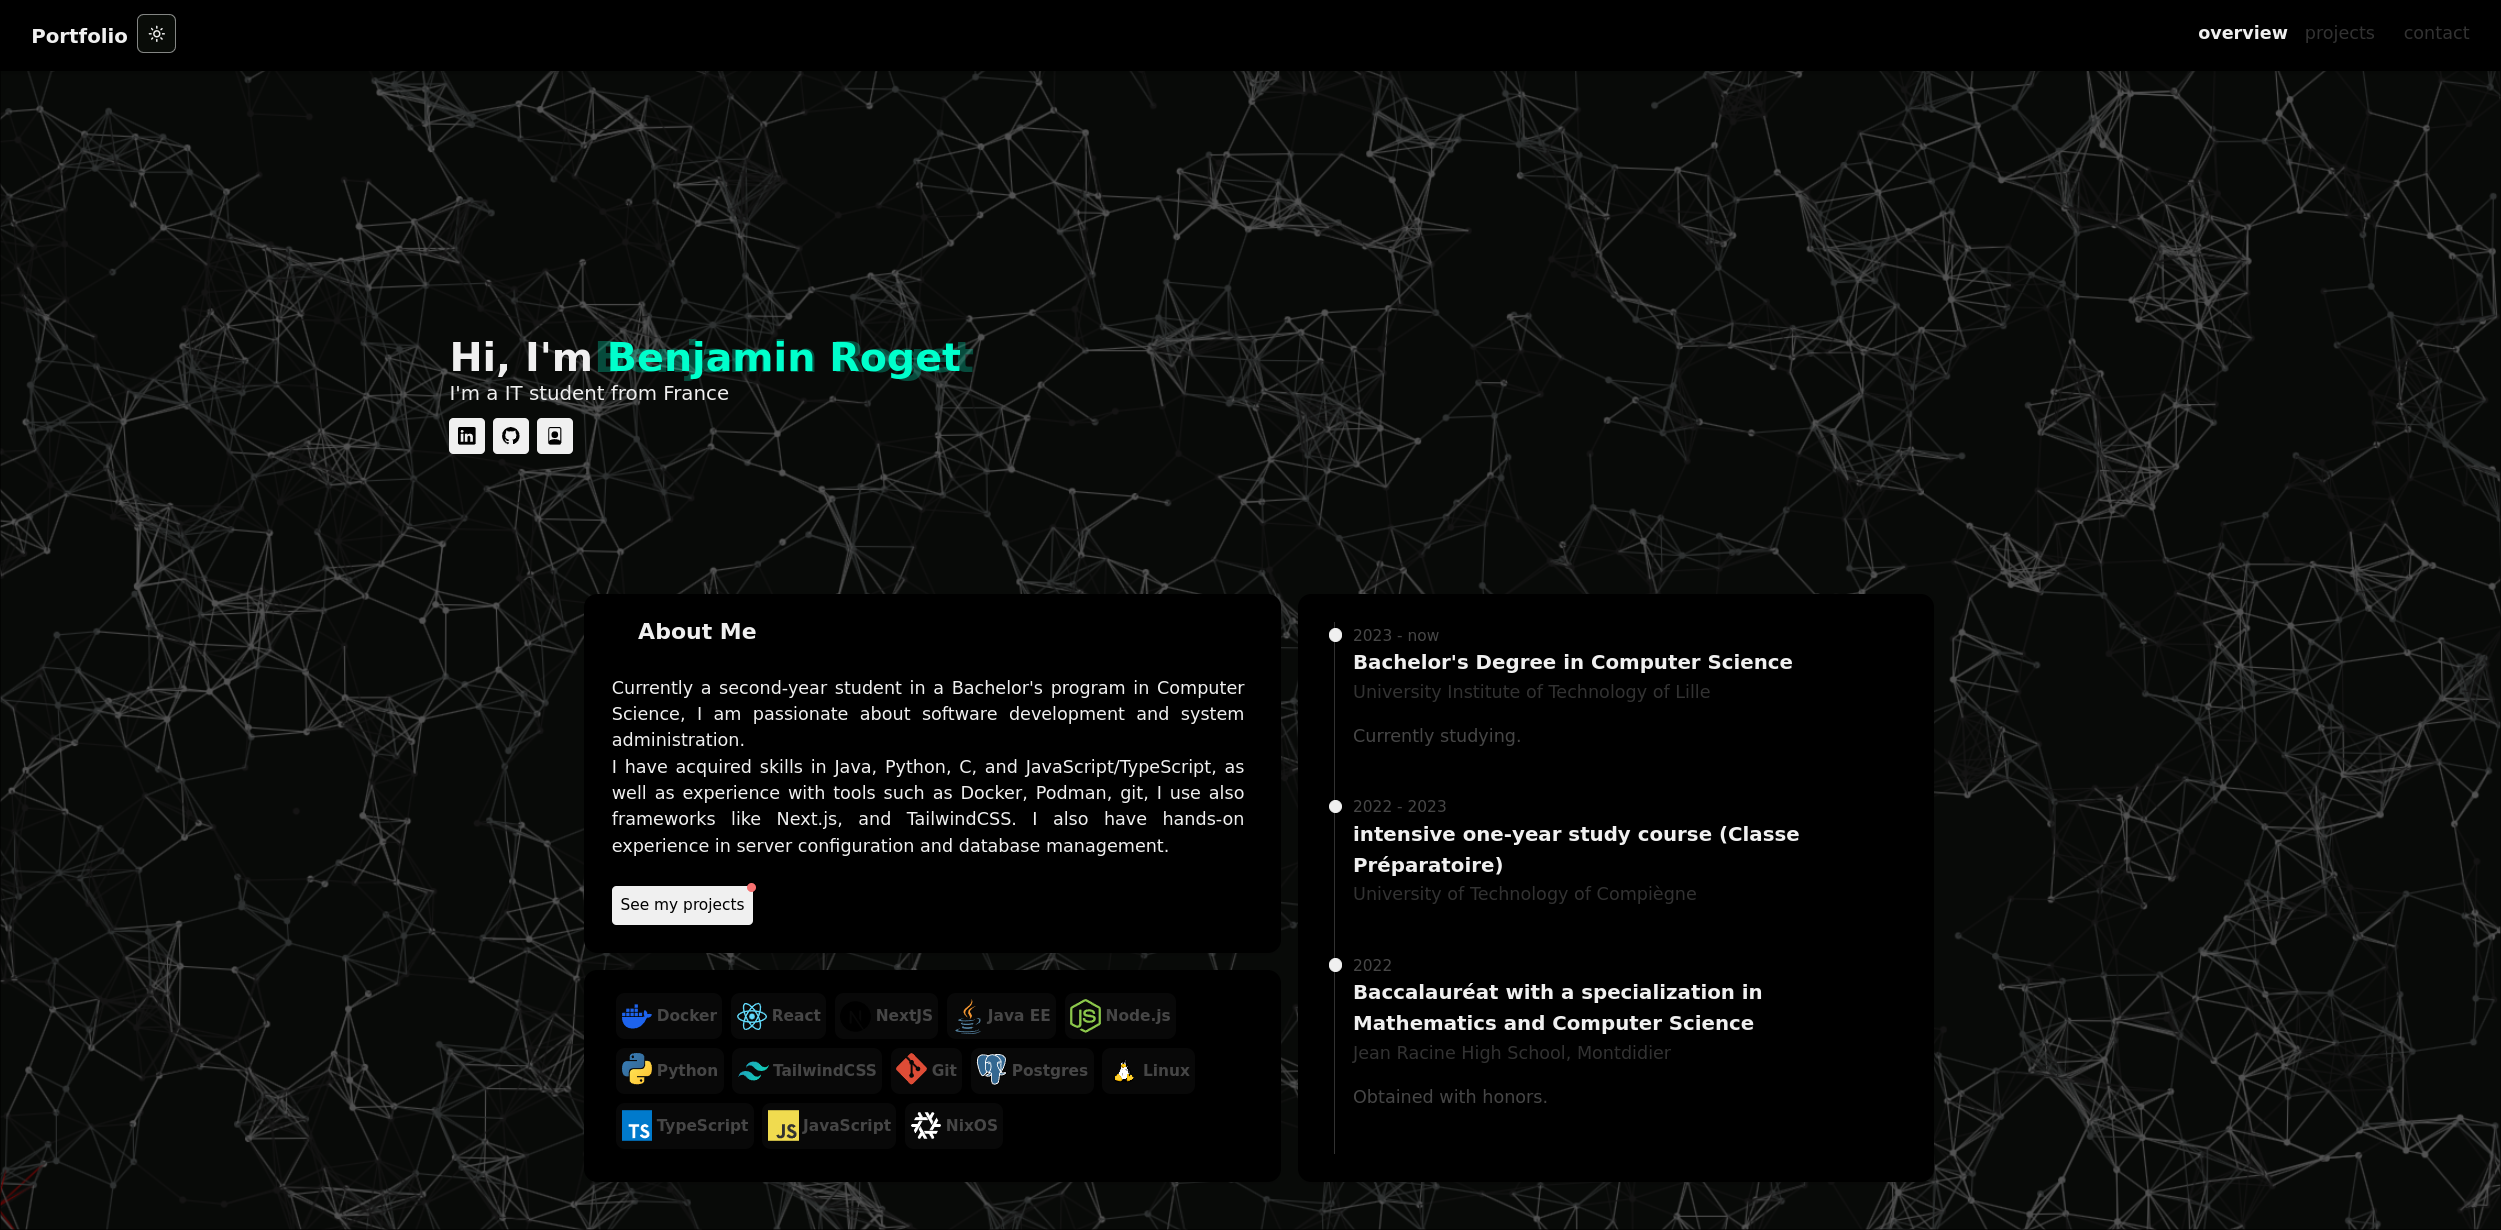 Portfolio
overview projects contact
Hi, I'm Benjamin Roget
I'm a IT student from France
About Me
Currently a second-year student in a Bachelor's program in Computer
Science, I am passionate about software development and system
administration.
I have acquired skills in Java, Python, C, and JavaScript/TypeScript, as
well as experience with tools such as Docker, Podman, git, I use also
frameworks like Next.js, and TailwindCSS. I also have hands-on
experience in server configuration and database management.
See my projects
Docker React NextJS Java EE Node.js
Python TailwindCSS Git Postgres Linux
TypeScript JavaScript NixOS
2023 - now
Bachelor's Degree in Computer Science
University Institute of Technology of Lille
Currently studying.
2022 - 2023
intensive one-year study course (Classe
Préparatoire)
University of Technology of Compiègne
2022
Baccalauréat with a specialization in
Mathematics and Computer Science
Jean Racine High School, Montdidier
Obtained with honors.